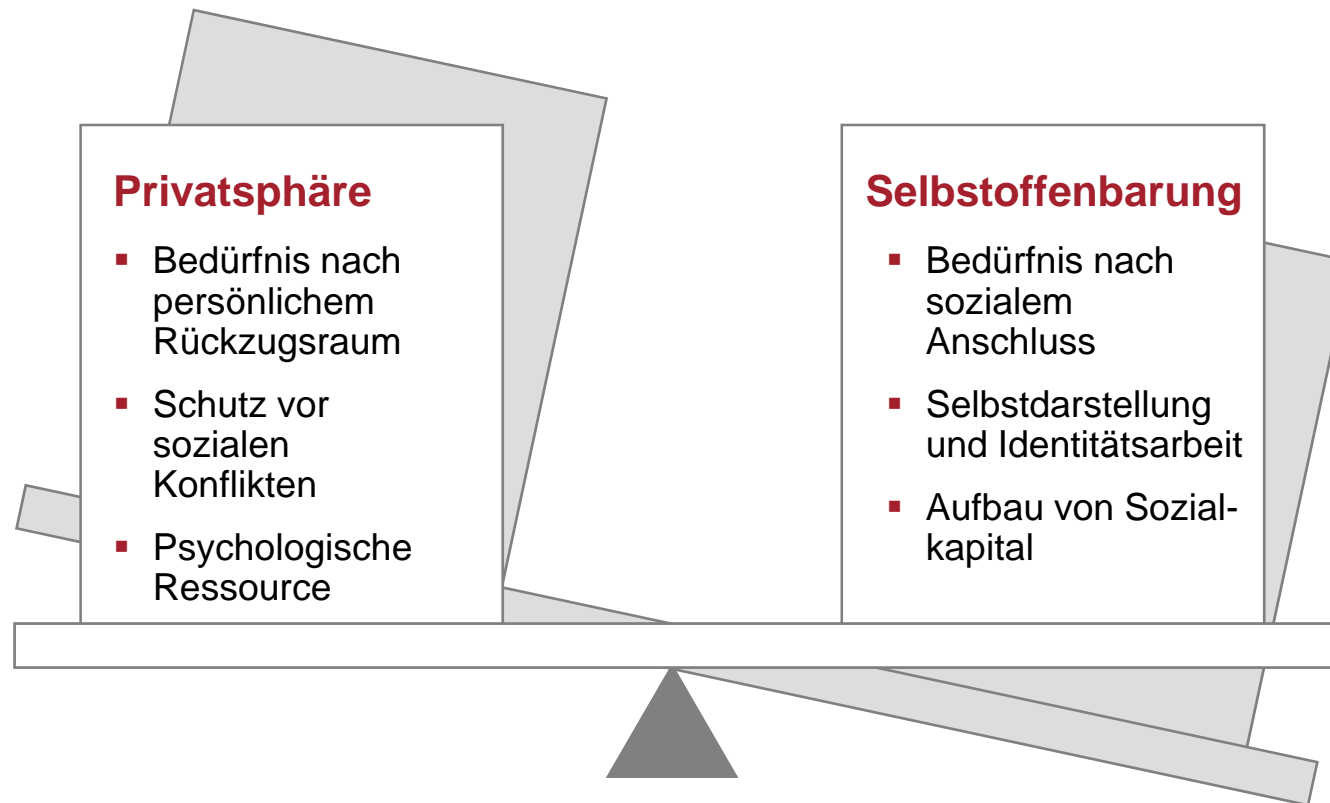 Privatsphäre
▪ Bedürfnis nach
persönlichem
Rückzugsraum
▪ Schutz vor
sozialen
Konflikten
▪ Psychologische
Ressource
Selbstoffenbarung
▪ Bedürfnis nach
sozialem
Anschluss
▪ Selbstdarstellung
und Identitätsarbeit
▪ Aufbau von Sozial-
kapital